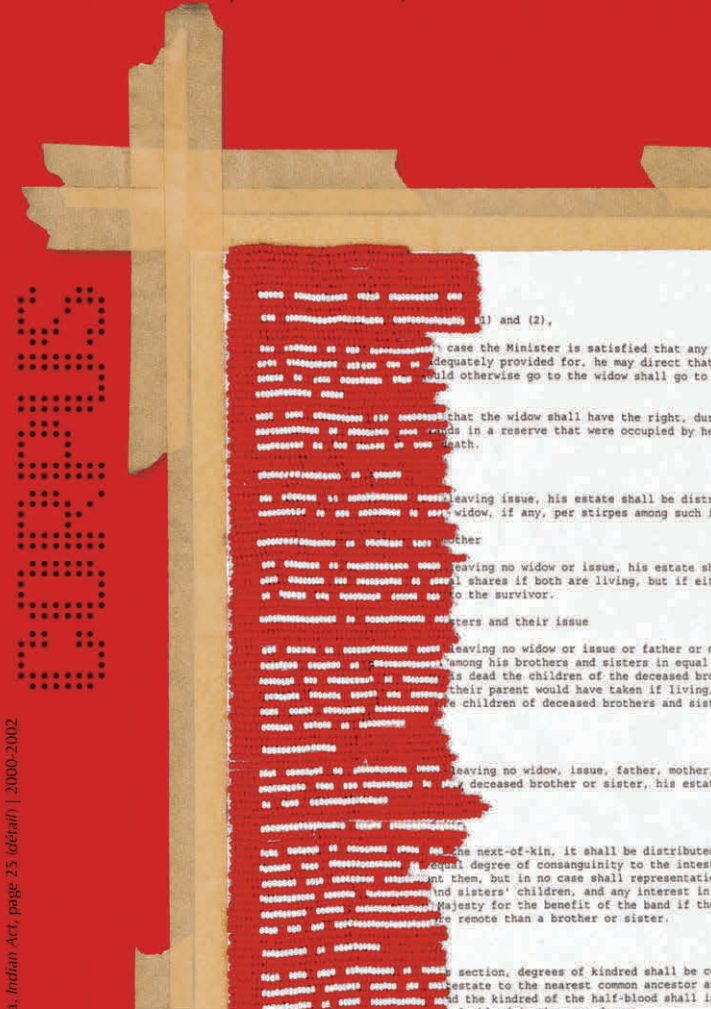 CORPUS
Indian Act, page 25 (détail) | 2000-2002
1) and (2),
case the Minister is satisfied that any
dequately provided for, he may direct that
uld otherwise go to the widow shall go to
that the widow shall have the right, dur
nds in a reserve that were occupied by he
death.
leaving issue, his estate shall be distr
widow, if any, per stirpes among such i
other
leaving no widow or issue, his estate sh
al shares if both are living, but if eit
to the survivor.
sters and their issue
leaving no widow or issue or father or m
among his brothers and sisters in equal
is dead the children of the deceased bro
their parent would have taken if living,
e children of deceased brothers and sist
leaving no widow, issue, father, mother,
deceased brother or sister, his estat
he next-of-kin, it shall be distributed
equal degree of consanguinity to the intest
nt them, but in no case shall representatio
nd sisters' children, and any interest in
Majesty for the benefit of the band if the
re remote than a brother or sister.
section, degrees of kindred shall be co
testate to the nearest common ancestor a
nd the kindred of the half-blood shall i